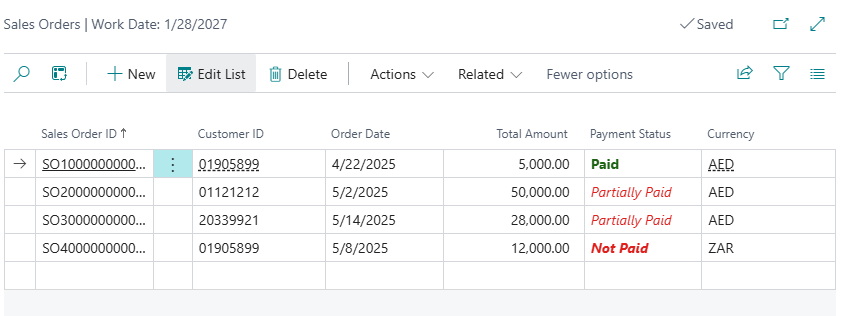 Sales Orders | Work Date: 1/28/2027 Saved
New Edit List Delete Actions Related Fewer options
Sales Order ID ↑ Customer ID Order Date Total Amount Payment Status Currency
SO1000000000... 01905899 4/22/2025 5,000.00 Paid AED
SO2000000000... 01121212 5/2/2025 50,000.00 Partially Paid AED
SO3000000000... 20339921 5/14/2025 28,000.00 Partially Paid AED
SO4000000000... 01905899 5/8/2025 12,000.00 Not Paid ZAR